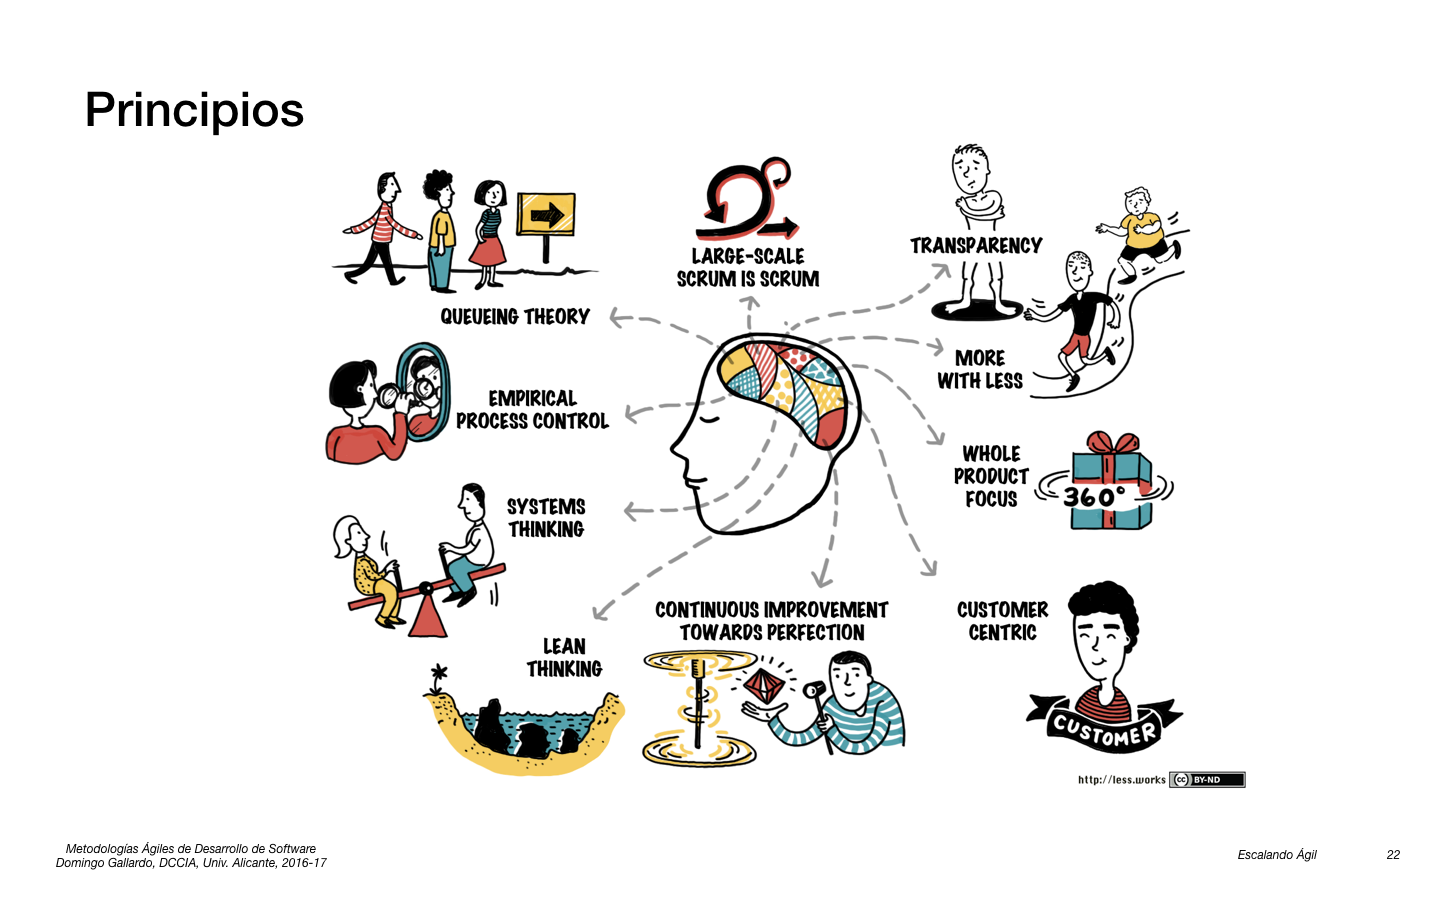 Principios
LARGE-SCALE
SCRUM IS SCRUM
TRANSPARENCY
QUEUEING THEORY
MORE
WITH LESS
EMPIRICAL
PROCESS CONTROL
WHOLE
PRODUCT
FOCUS
360°
SYSTEMS
THINKING
CONTINUOUS IMPROVEMENT
TOWARDS PERFECTION
CUSTOMER
CENTRIC
LEAN
THINKING
CUSTOMER
http://less.works cc BY-ND
Metodologías Ágiles de Desarrollo de Software
Domingo Gallardo, DCCIA, Univ. Alicante, 2016-17
Escalando Ágil 22